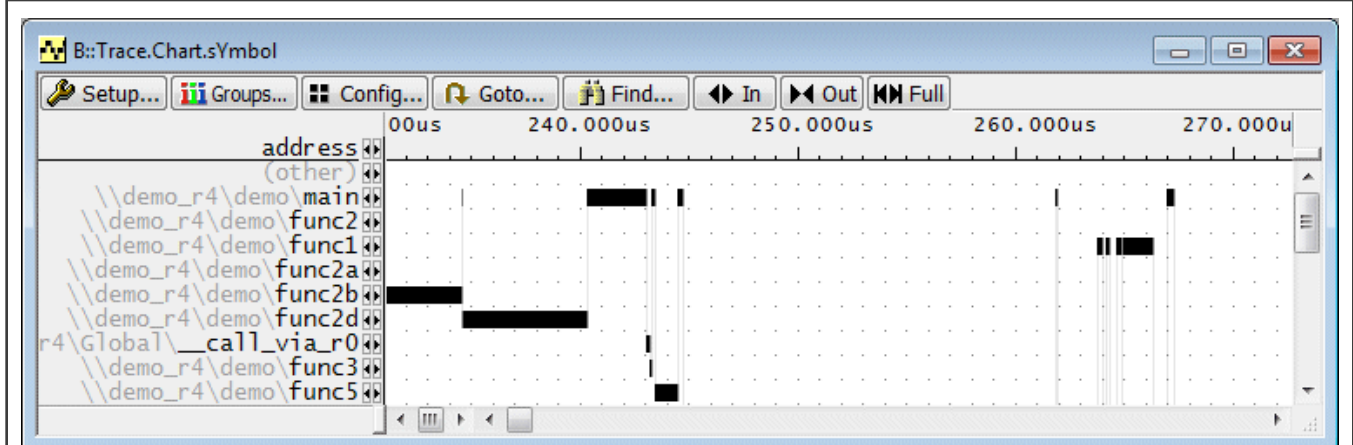 B::Trace.Chart.sYmbol
Setup... Groups... Config... Goto... Find... In Out Full
00us 240.000us 250.000us 260.000us 270.000u
address
(other)
\\demo_r4\demo\main
\\demo_r4\demo\func2
\\demo_r4\demo\func1
\\demo_r4\demo\func2a
\\demo_r4\demo\func2b
\\demo_r4\demo\func2d
r4\Global\__call_via_r0
\\demo_r4\demo\func3
\\demo_r4\demo\func5